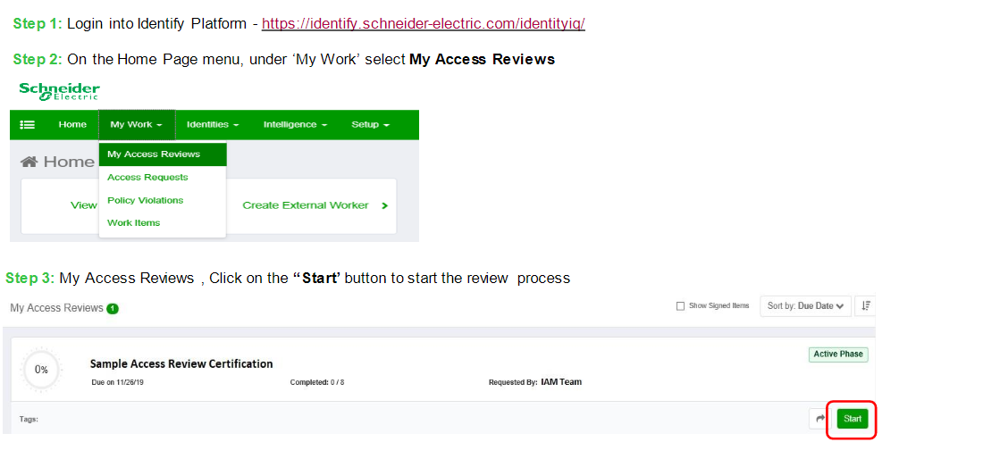 Step 1: Login into Identify Platform - https://identify.schneider-electric.com/identityiq/
Step 2: On the Home Page menu, under ‘My Work’ select My Access Reviews
Schneider
Electric
Home My Work Identities Intelligence Setup
Home
My Access Reviews
Access Requests
Policy Violations
Work Items
View
Create External Worker
Step 3: My Access Reviews , Click on the “Start’ button to start the review process
My Access Reviews 1
Show Signed Items Sort by: Due Date
0%
Sample Access Review Certification
Active Phase
Due on 11/26/19 Completed: 0 / 8 Requested By: IAM Team
Tags:
Start